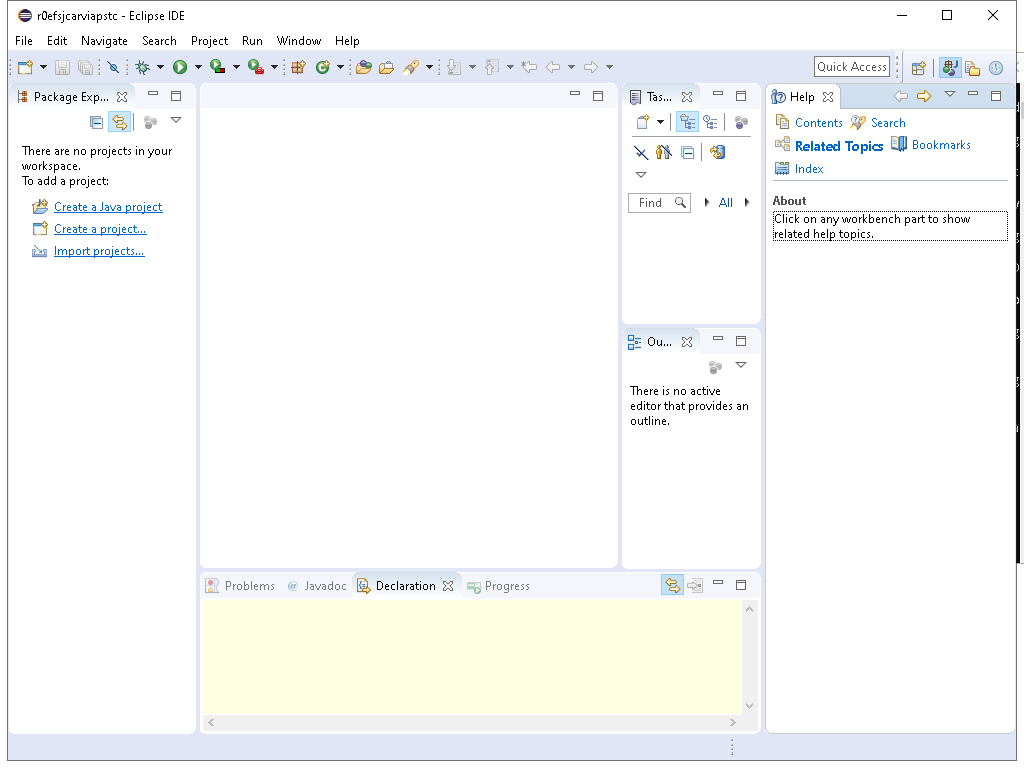 r0efsjcarviapstc - Eclipse IDE
File Edit Navigate Search Project Run Window Help
Quick Access
Package Exp...
There are no projects in your
workspace.
To add a project:
Create a Java project
Create a project...
Import projects...
Tas...
Find
All
Ou...
There is no active
editor that provides an
outline.
Help
Contents Search
Related Topics Bookmarks
Index
About
Click on any workbench part to show
related help topics.
Problems @ Javadoc Declaration Progress